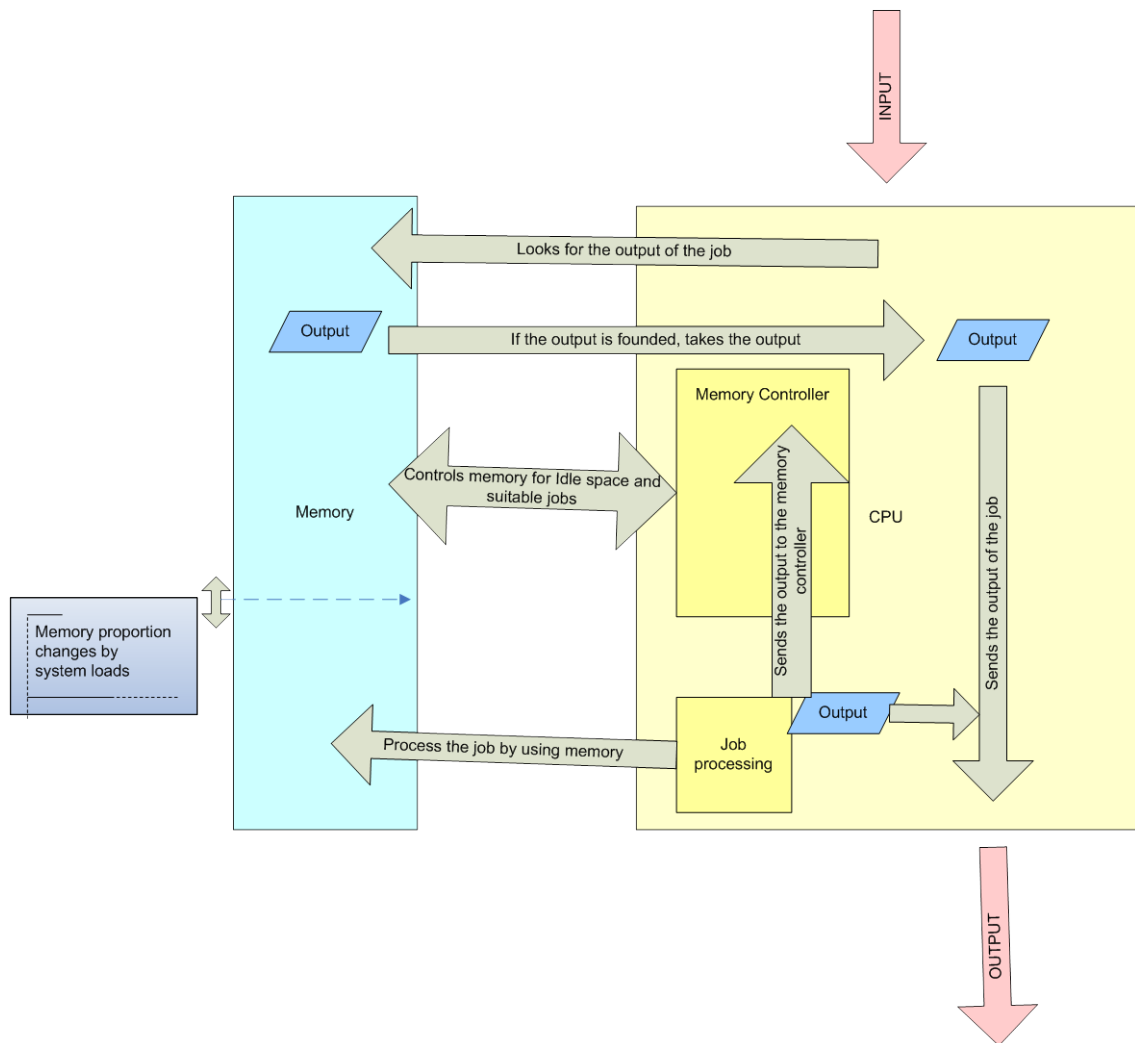 INPUT
Looks for the output of the job
Output
If the output is founded, takes the output
Output
Memory Controller
Controls memory for Idle space and
suitable jobs
Memory
CPU
Sends the output to the memory
controller
Sends the output of the job
Memory proportion
changes by
system loads
Output
Process the job by using memory
Job
processing
OUTPUT